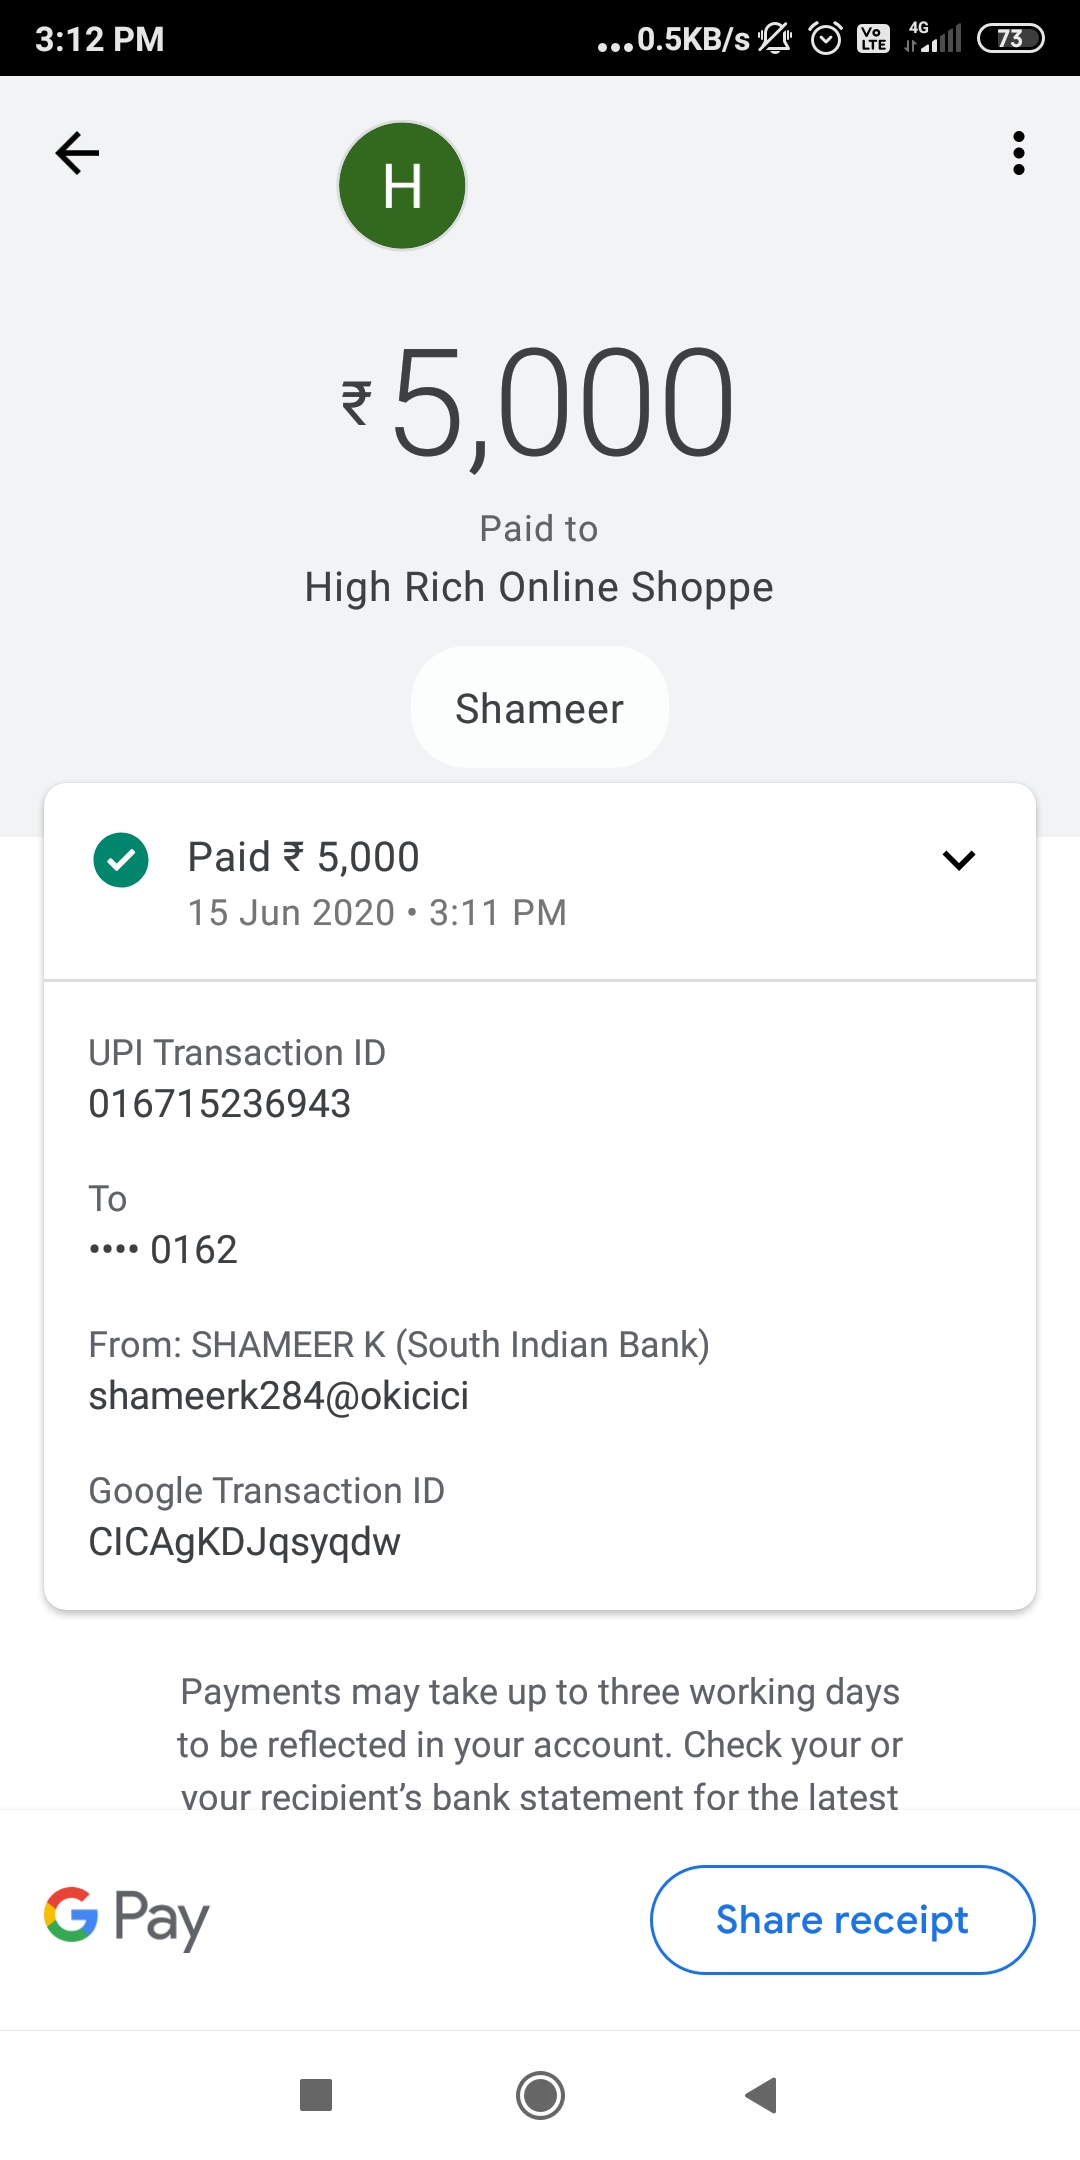 3:12 PM
...0.5KB/s
Vo
LTE
4G
73
H
₹5,000
Paid to
High Rich Online Shoppe
Shameer
Paid ₹ 5,000
15 Jun 2020 • 3:11 PM
UPI Transaction ID
016715236943
To
•••• 0162
From: SHAMEER K (South Indian Bank)
shameerk284@okicici
Google Transaction ID
CICAgKDJqsyqdw
Payments may take up to three working days
to be reflected in your account. Check your or
your recipient's bank statement for the latest
G Pay
Share receipt